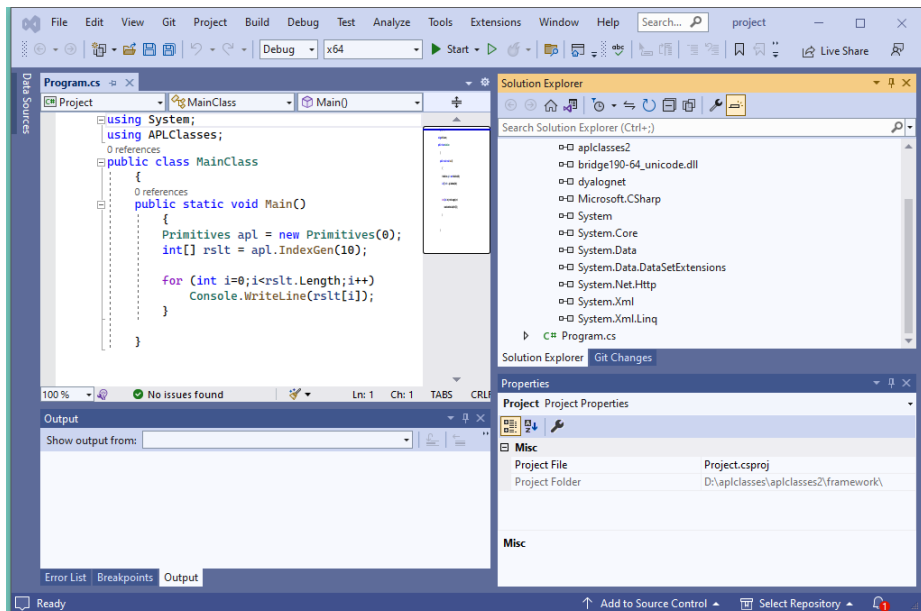 File Edit View Git Project Build Debug Test Analyze Tools Extensions Window Help Search... project
Debug x64 Start Live Share
Data Sources
Program.cs
C# Project MainClass Main()
using System;
using APLClasses;
0 references
public class MainClass
{
0 references
public static void Main()
{
Primitives apl = new Primitives(0);
int[] rslt = apl.IndexGen(10);
for (int i=0;i<rslt.Length;i++)
Console.WriteLine(rslt[i]);
}
}
100 % No issues found Ln: 1 Ch: 1 TABS CRLF
Output
Show output from:
Error List Breakpoints Output
Solution Explorer
Search Solution Explorer (Ctrl+;)
aplclasses2
bridge190-64_unicode.dll
dyalognet
Microsoft.CSharp
System
System.Core
System.Data
System.Data.DataSetExtensions
System.Net.Http
System.Xml
System.Xml.Linq
C# Program.cs
Solution Explorer Git Changes
Properties
Project Project Properties
Misc
Project File Project.csproj
Project Folder D:\aplclasses\aplclasses2\framework\
Misc
Ready Add to Source Control Select Repository 1